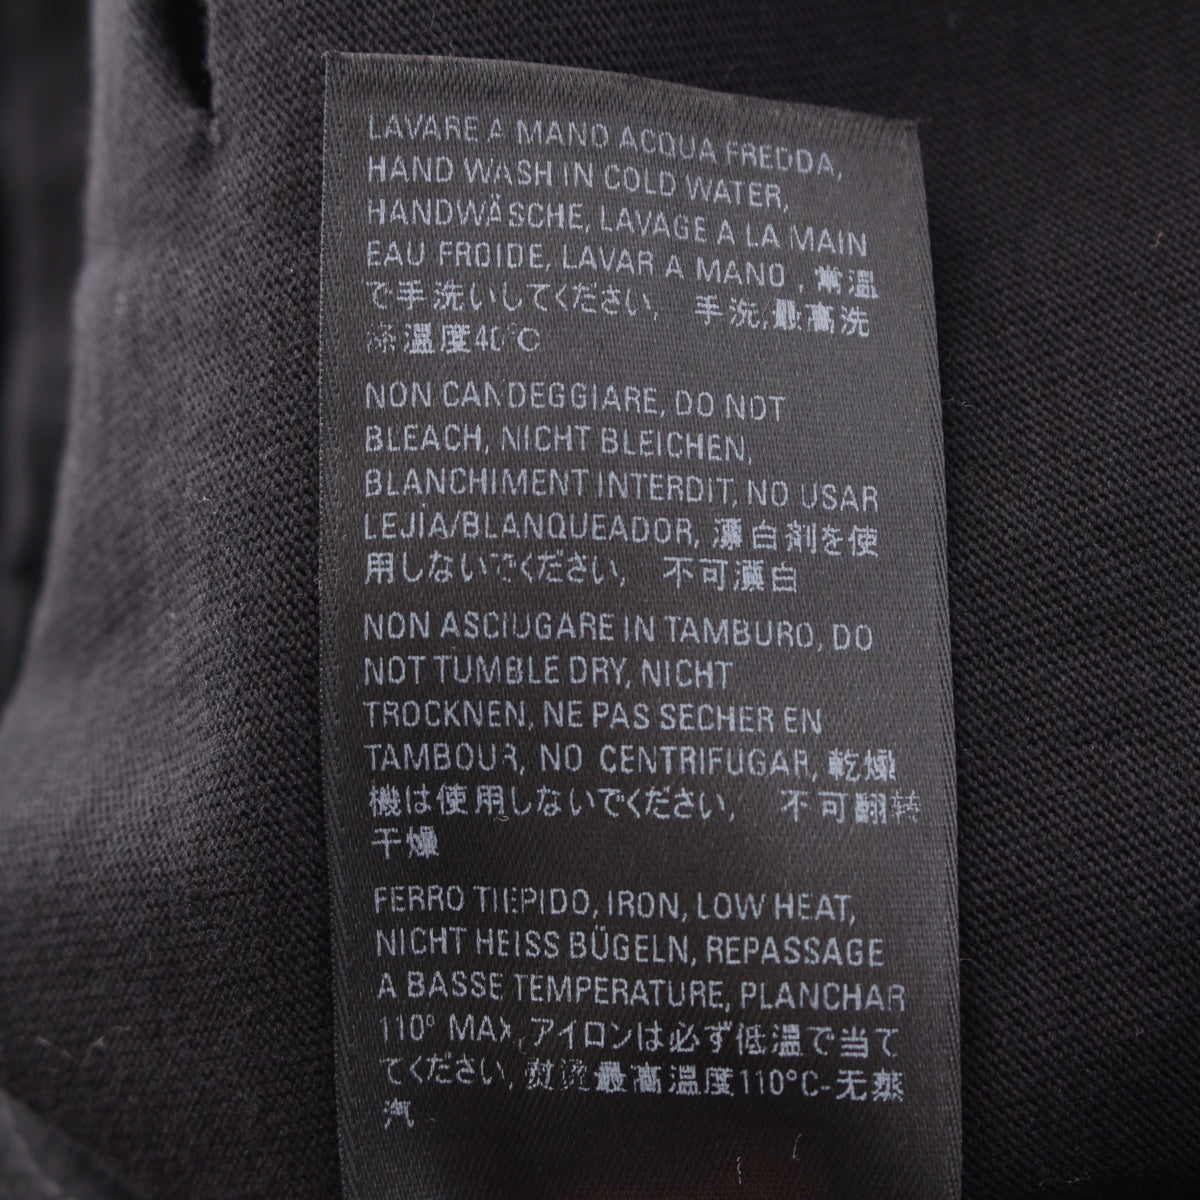 LAVARE A MANO ACQUA FREDDA,
HAND WASH IN COLD WATER,
HANDWÄSCHE, LAVAGE A LA MAIN
EAU FROIDE, LAVAR A MANO , 常温
で手洗いしてください, 手洗,最高洗
涤温度40°C
NON CANDEGGIARE, DO NOT
BLEACH, NICHT BLEICHEN,
BLANCHIMENT INTERDIT, NO USAR
LEJIA/BLANQUEADOR, 漂白剤を使
用しないでください, 不可漂白
NON ASCIUGARE IN TAMBURO, DO
NOT TUMBLE DRY, NICHT
TROCKNEN, NE PAS SECHER EN
TAMBOUR, NO CENTRIFUGAR, 乾燥
機は使用しないでください, 不可翻转
干燥
FERRO TIEPIDO, IRON, LOW HEAT,
NICHT HEISS BÜGELN, REPASSAGE
A BASSE TEMPERATURE, PLANCHAR
110° MAX, アイロンは必ず低温で当て
てください, 熨烫最高温度110°C-无蒸
汽